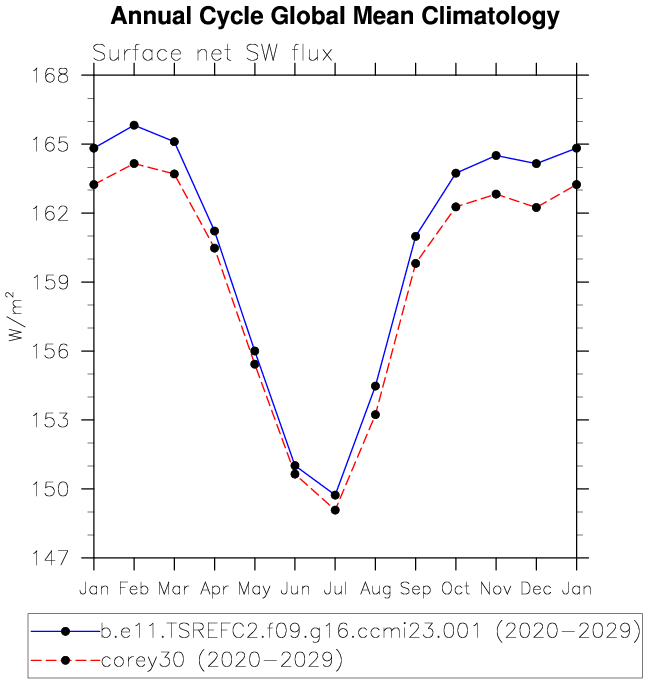 Annual Cycle Global Mean Climatology
Surface net SW flux
168
165
162
159
156
153
150
147
W/m²
Jan Feb Mar Apr May Jun Jul Aug Sep Oct Nov Dec Jan
b.e11.TSREFC2.f09.g16.ccmi23.001 (2020-2029)
corey30 (2020-2029)